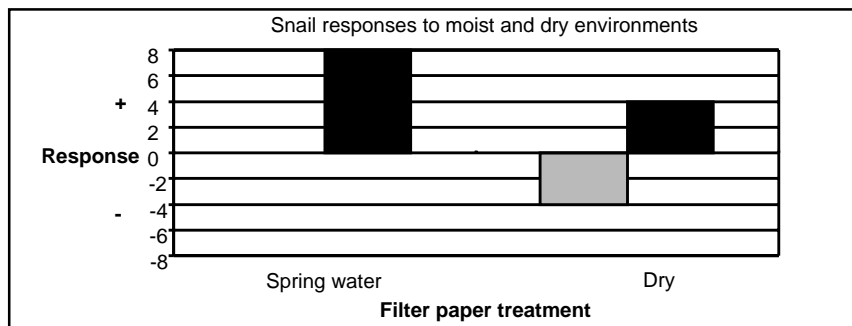 Snail responses to moist and dry environments
8
6
+
4
2
Response 0
-2
-
-4
-6
-8
Spring water Dry
Filter paper treatment